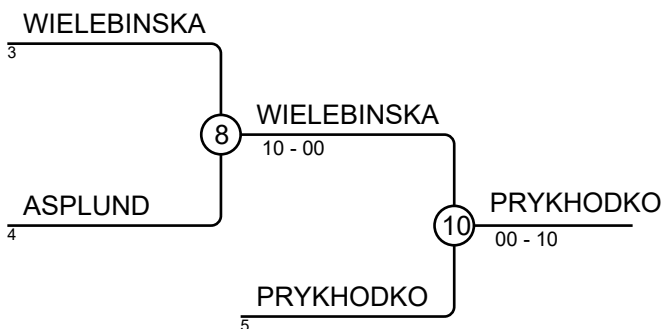 WIELEBINSKA
3
8
WIELEBINSKA
10 - 00
ASPLUND
4
10
PRYKHODKO
00 - 10
PRYKHODKO
5